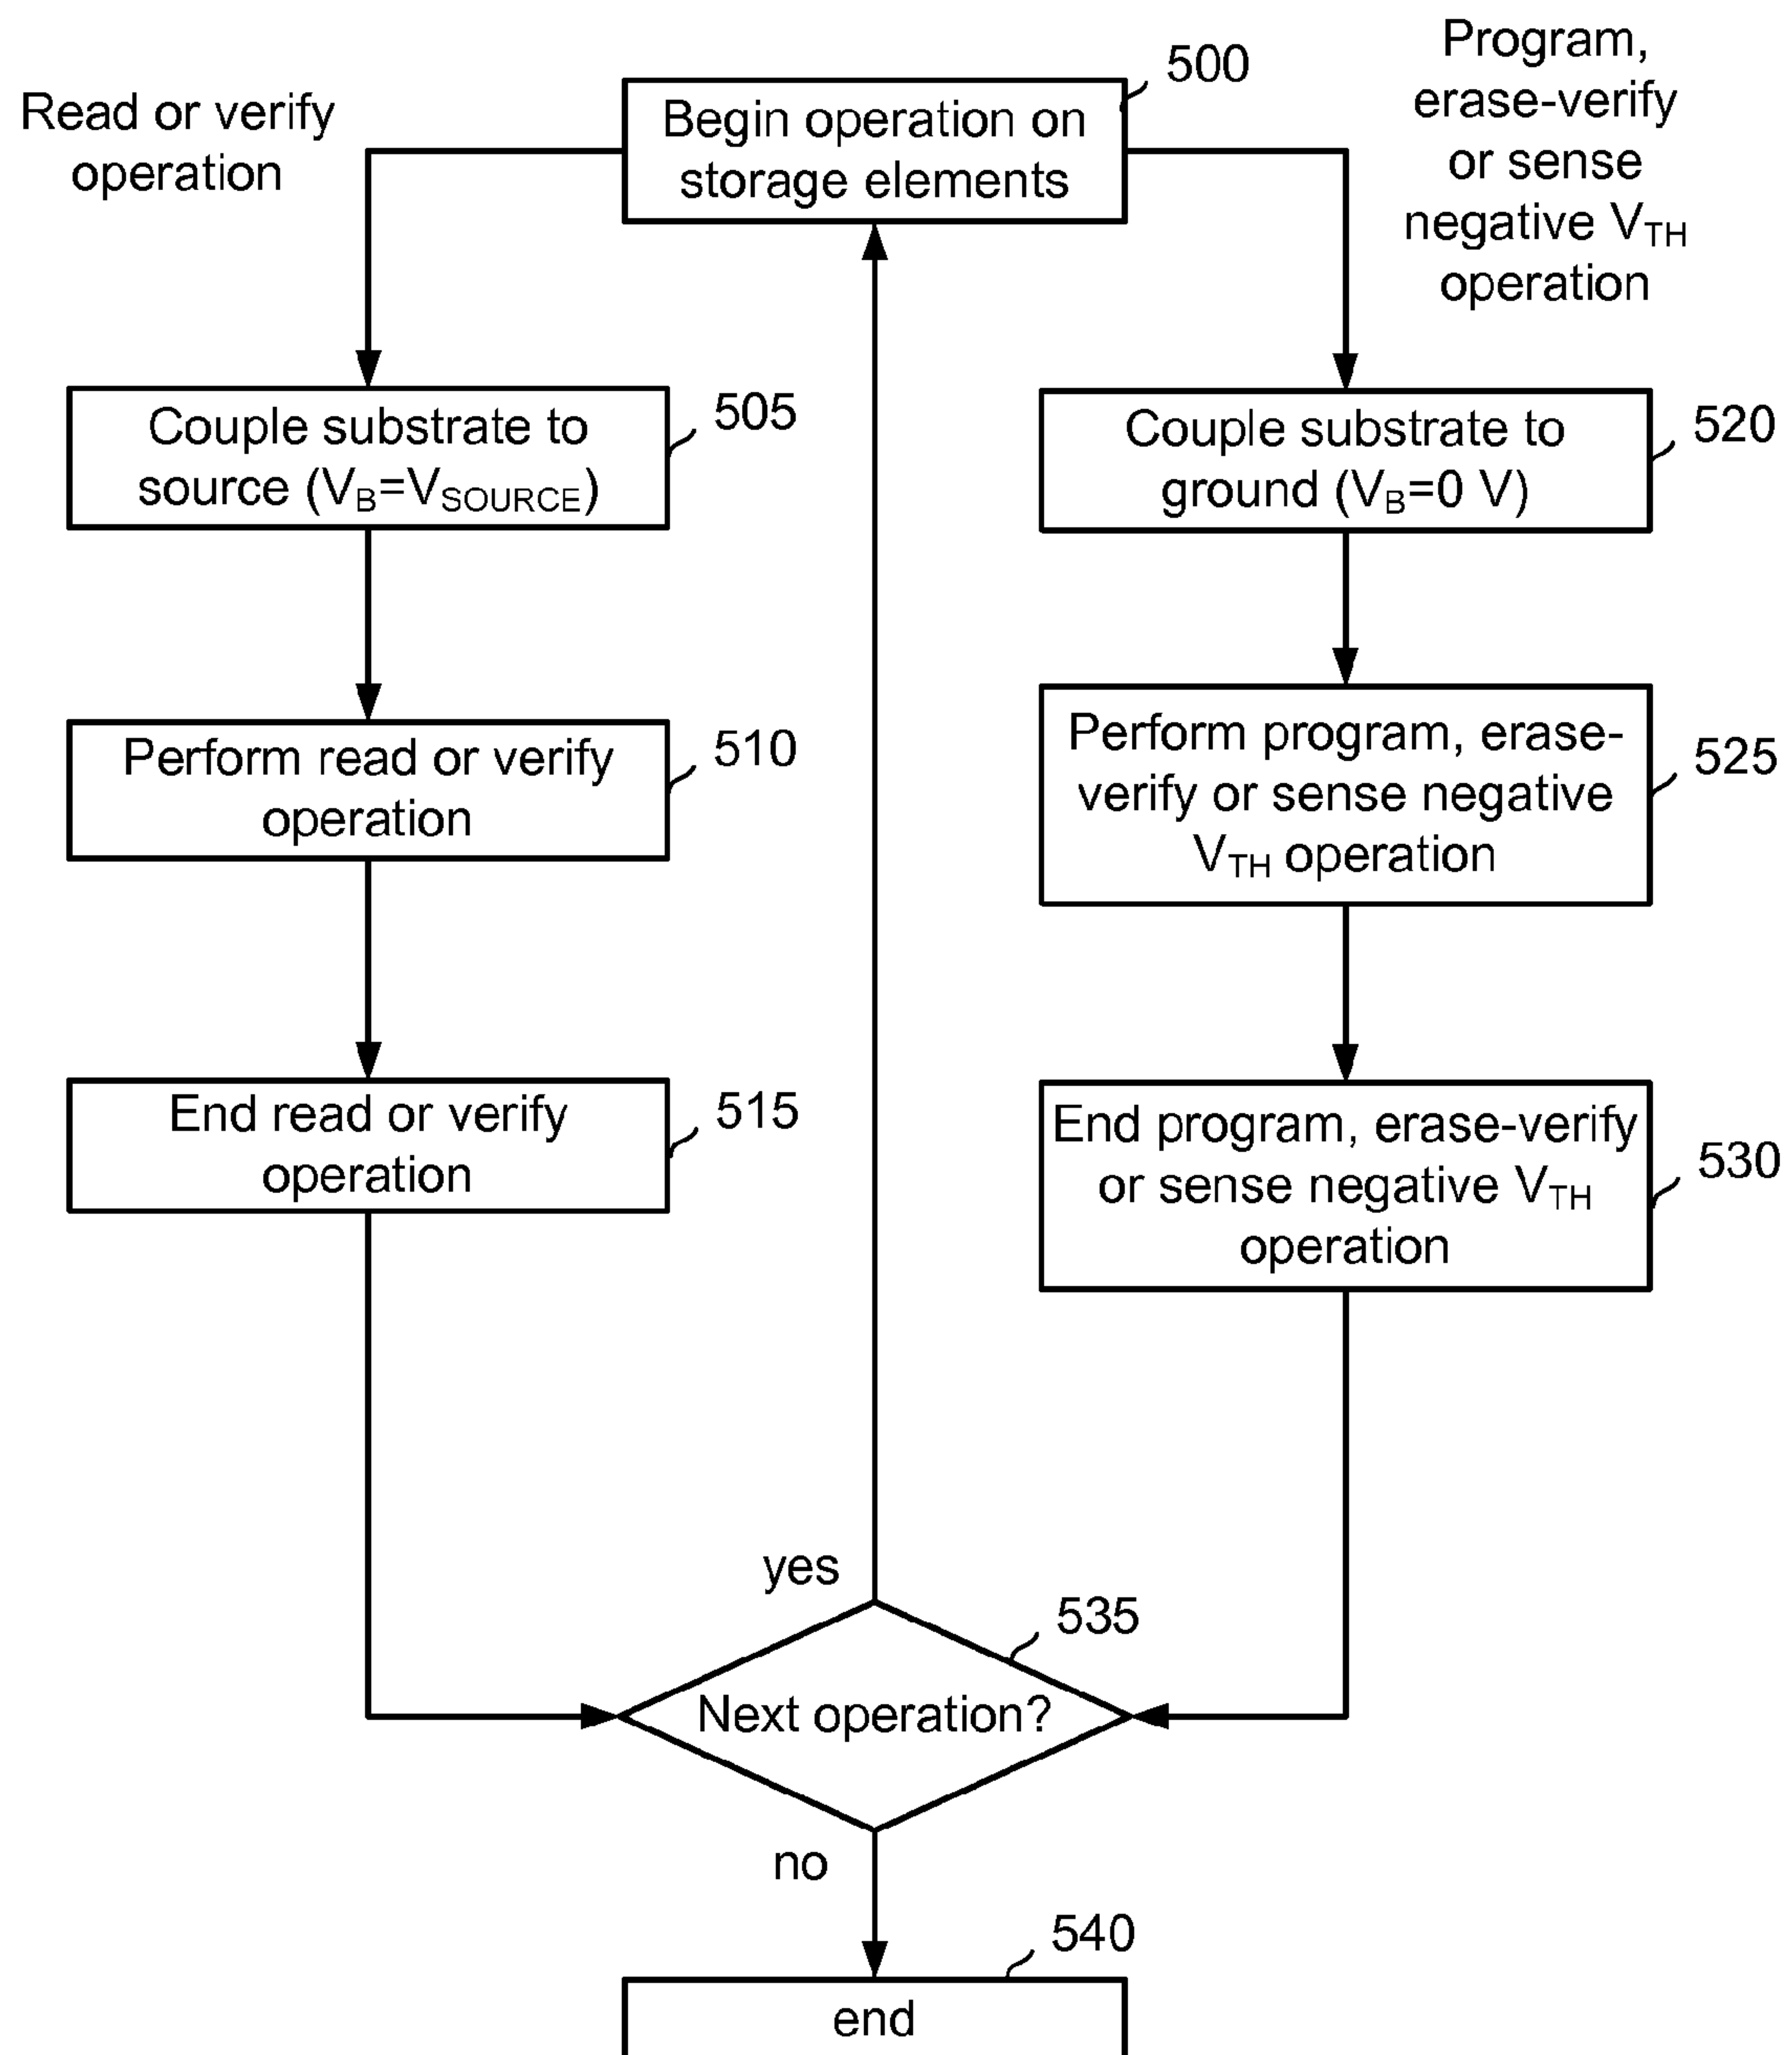 Program,
erase-verify
or sense
negative VTH
operation
500
Read or verify
operation
Begin operation on
storage elements
505
Couple substrate to
source (VB=VSOURCE)
520
Couple substrate to
ground (VB=0 V)
510
Perform read or verify
operation
525
Perform program, erase-
verify or sense negative
VTH operation
515
End read or verify
operation
530
End program, erase-verify
or sense negative VTH
operation
yes
535
Next operation?
no
540
end